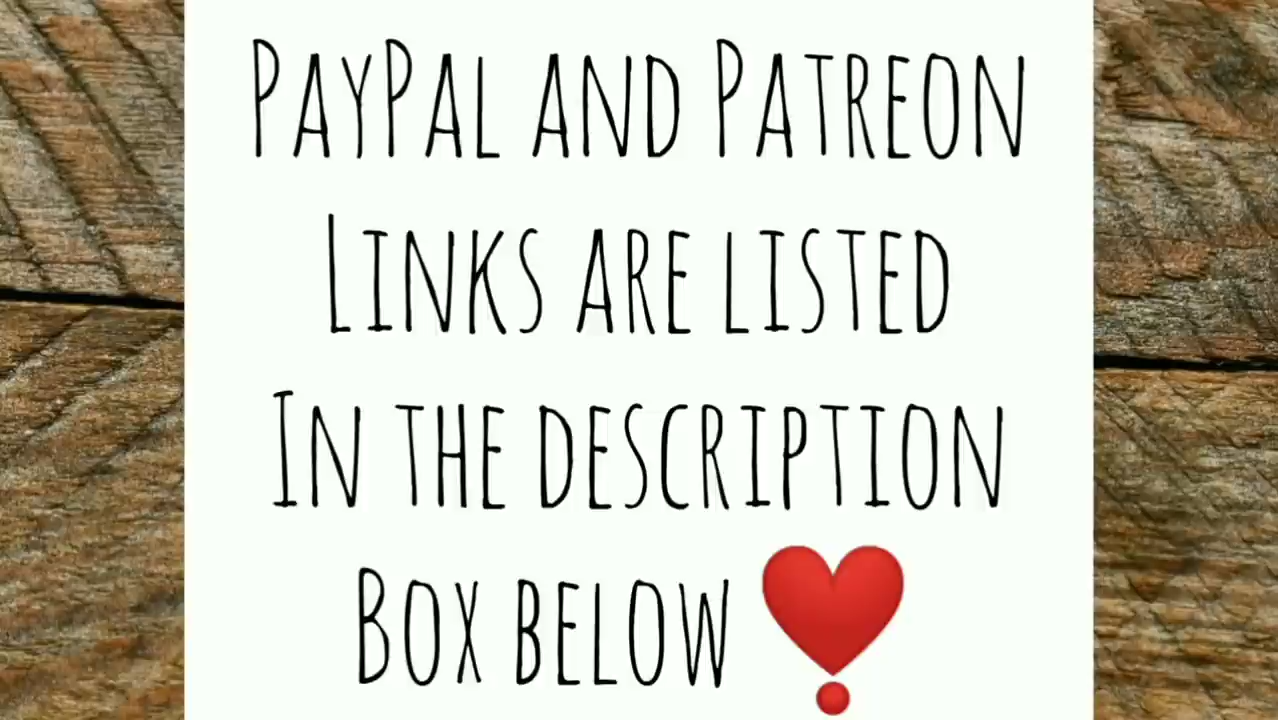 PayPal and Patreon
Links are listed
In the description
Box below ❣